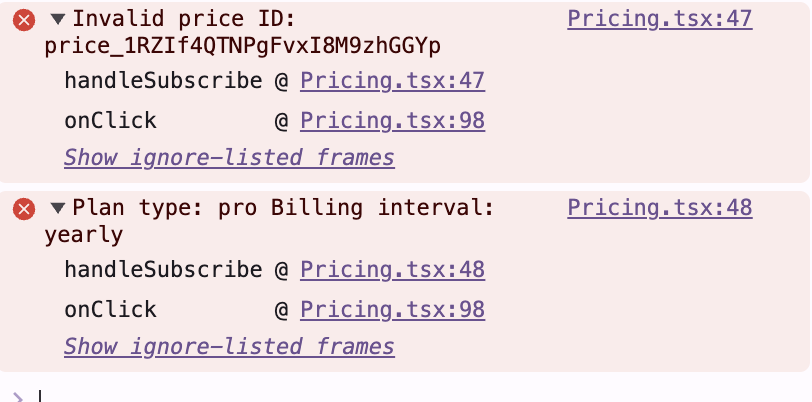 Invalid price ID: Pricing.tsx:47
price_1RZIf4QTNPgFvxI8M9zhGGYp
handleSubscribe @ Pricing.tsx:47
onClick @ Pricing.tsx:98
Show ignore-listed frames
Plan type: pro Billing interval: Pricing.tsx:48
yearly
handleSubscribe @ Pricing.tsx:48
onClick @ Pricing.tsx:98
Show ignore-listed frames